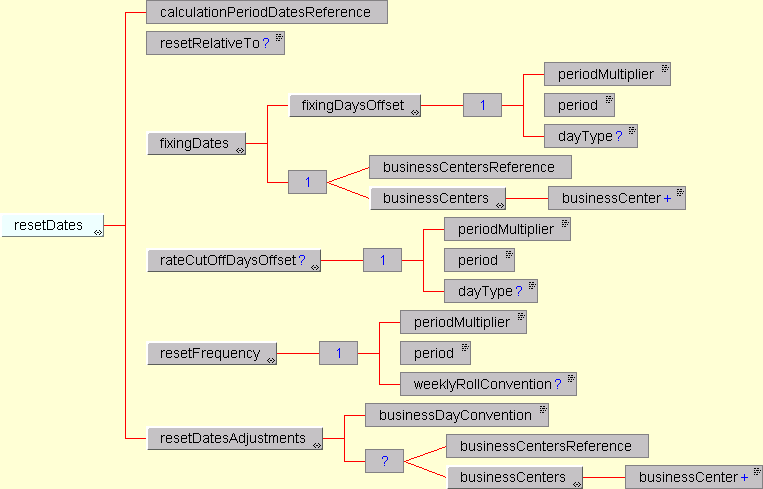 calculationPeriodDatesReference
resetRelativeTo?
periodMultiplier
fixingDaysOffset
1
period
dayType?
fixingDates
businessCentersReference
1
businessCenters
businessCenter+
resetDates
periodMultiplier
rateCutOffDaysOffset?
1
period
dayType?
periodMultiplier
resetFrequency
1
period
weeklyRollConvention?
businessDayConvention
resetDatesAdjustments
businessCentersReference
?
businessCenters
businessCenter+